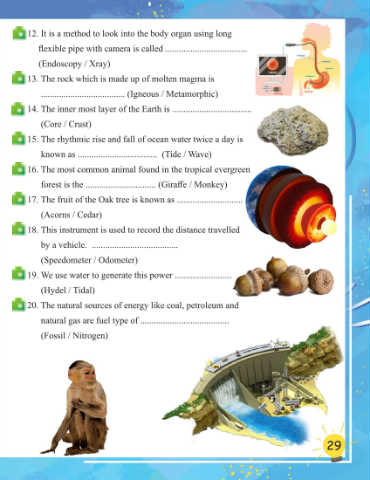 12. It is a method to look into the body organ using long
flexible pipe with camera is called ....................................
(Endoscopy / Xray)
13. The rock which is made up of molten magma is
..................................... (Igneous / Metamorphic)
14. The inner most layer of the Earth is ...................................
(Core / Crust)
15. The rhythmic rise and fall of ocean water twice a day is
known as ................................... (Tide / Wave)
16. The most common animal found in the tropical evergreen
forest is the ............................... (Giraffe / Monkey)
17. The fruit of the Oak tree is known as .............................
(Acorns / Cedar)
18. This instrument is used to record the distance travelled
by a vehicle. ......................................
(Speedometer / Odometer)
19. We use water to generate this power .........................
(Hydel / Tidal)
20. The natural sources of energy like coal, petroleum and
natural gas are fuel type of .......................................
(Fossil / Nitrogen)
29